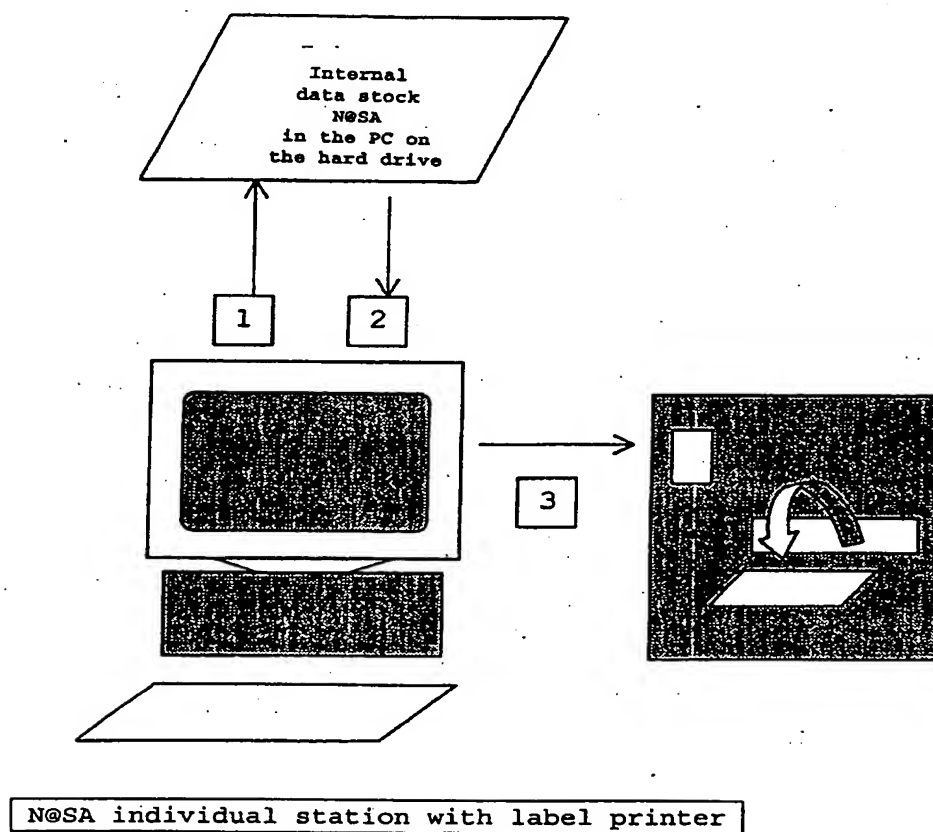 Internal
data stock
N@SA
in the PC on
the hard drive
1
2
3
N@SA individual station with label printer